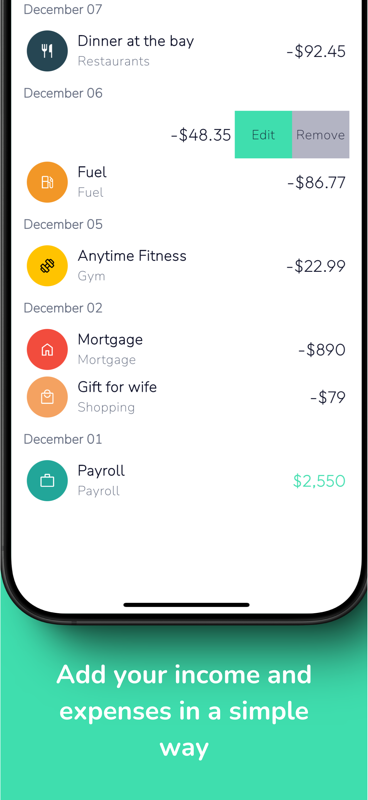 December 07
Dinner at the bay
-$92.45
Restaurants
December 06
-$48.35
Edit
Remove
Fuel
-$86.77
Fuel
December 05
Anytime Fitness
-$22.99
Gym
December 02
Mortgage
-$890
Mortgage
Gift for wife
-$79
Shopping
December 01
Payroll
$2,550
Payroll
Add your income and
expenses in a simple
way